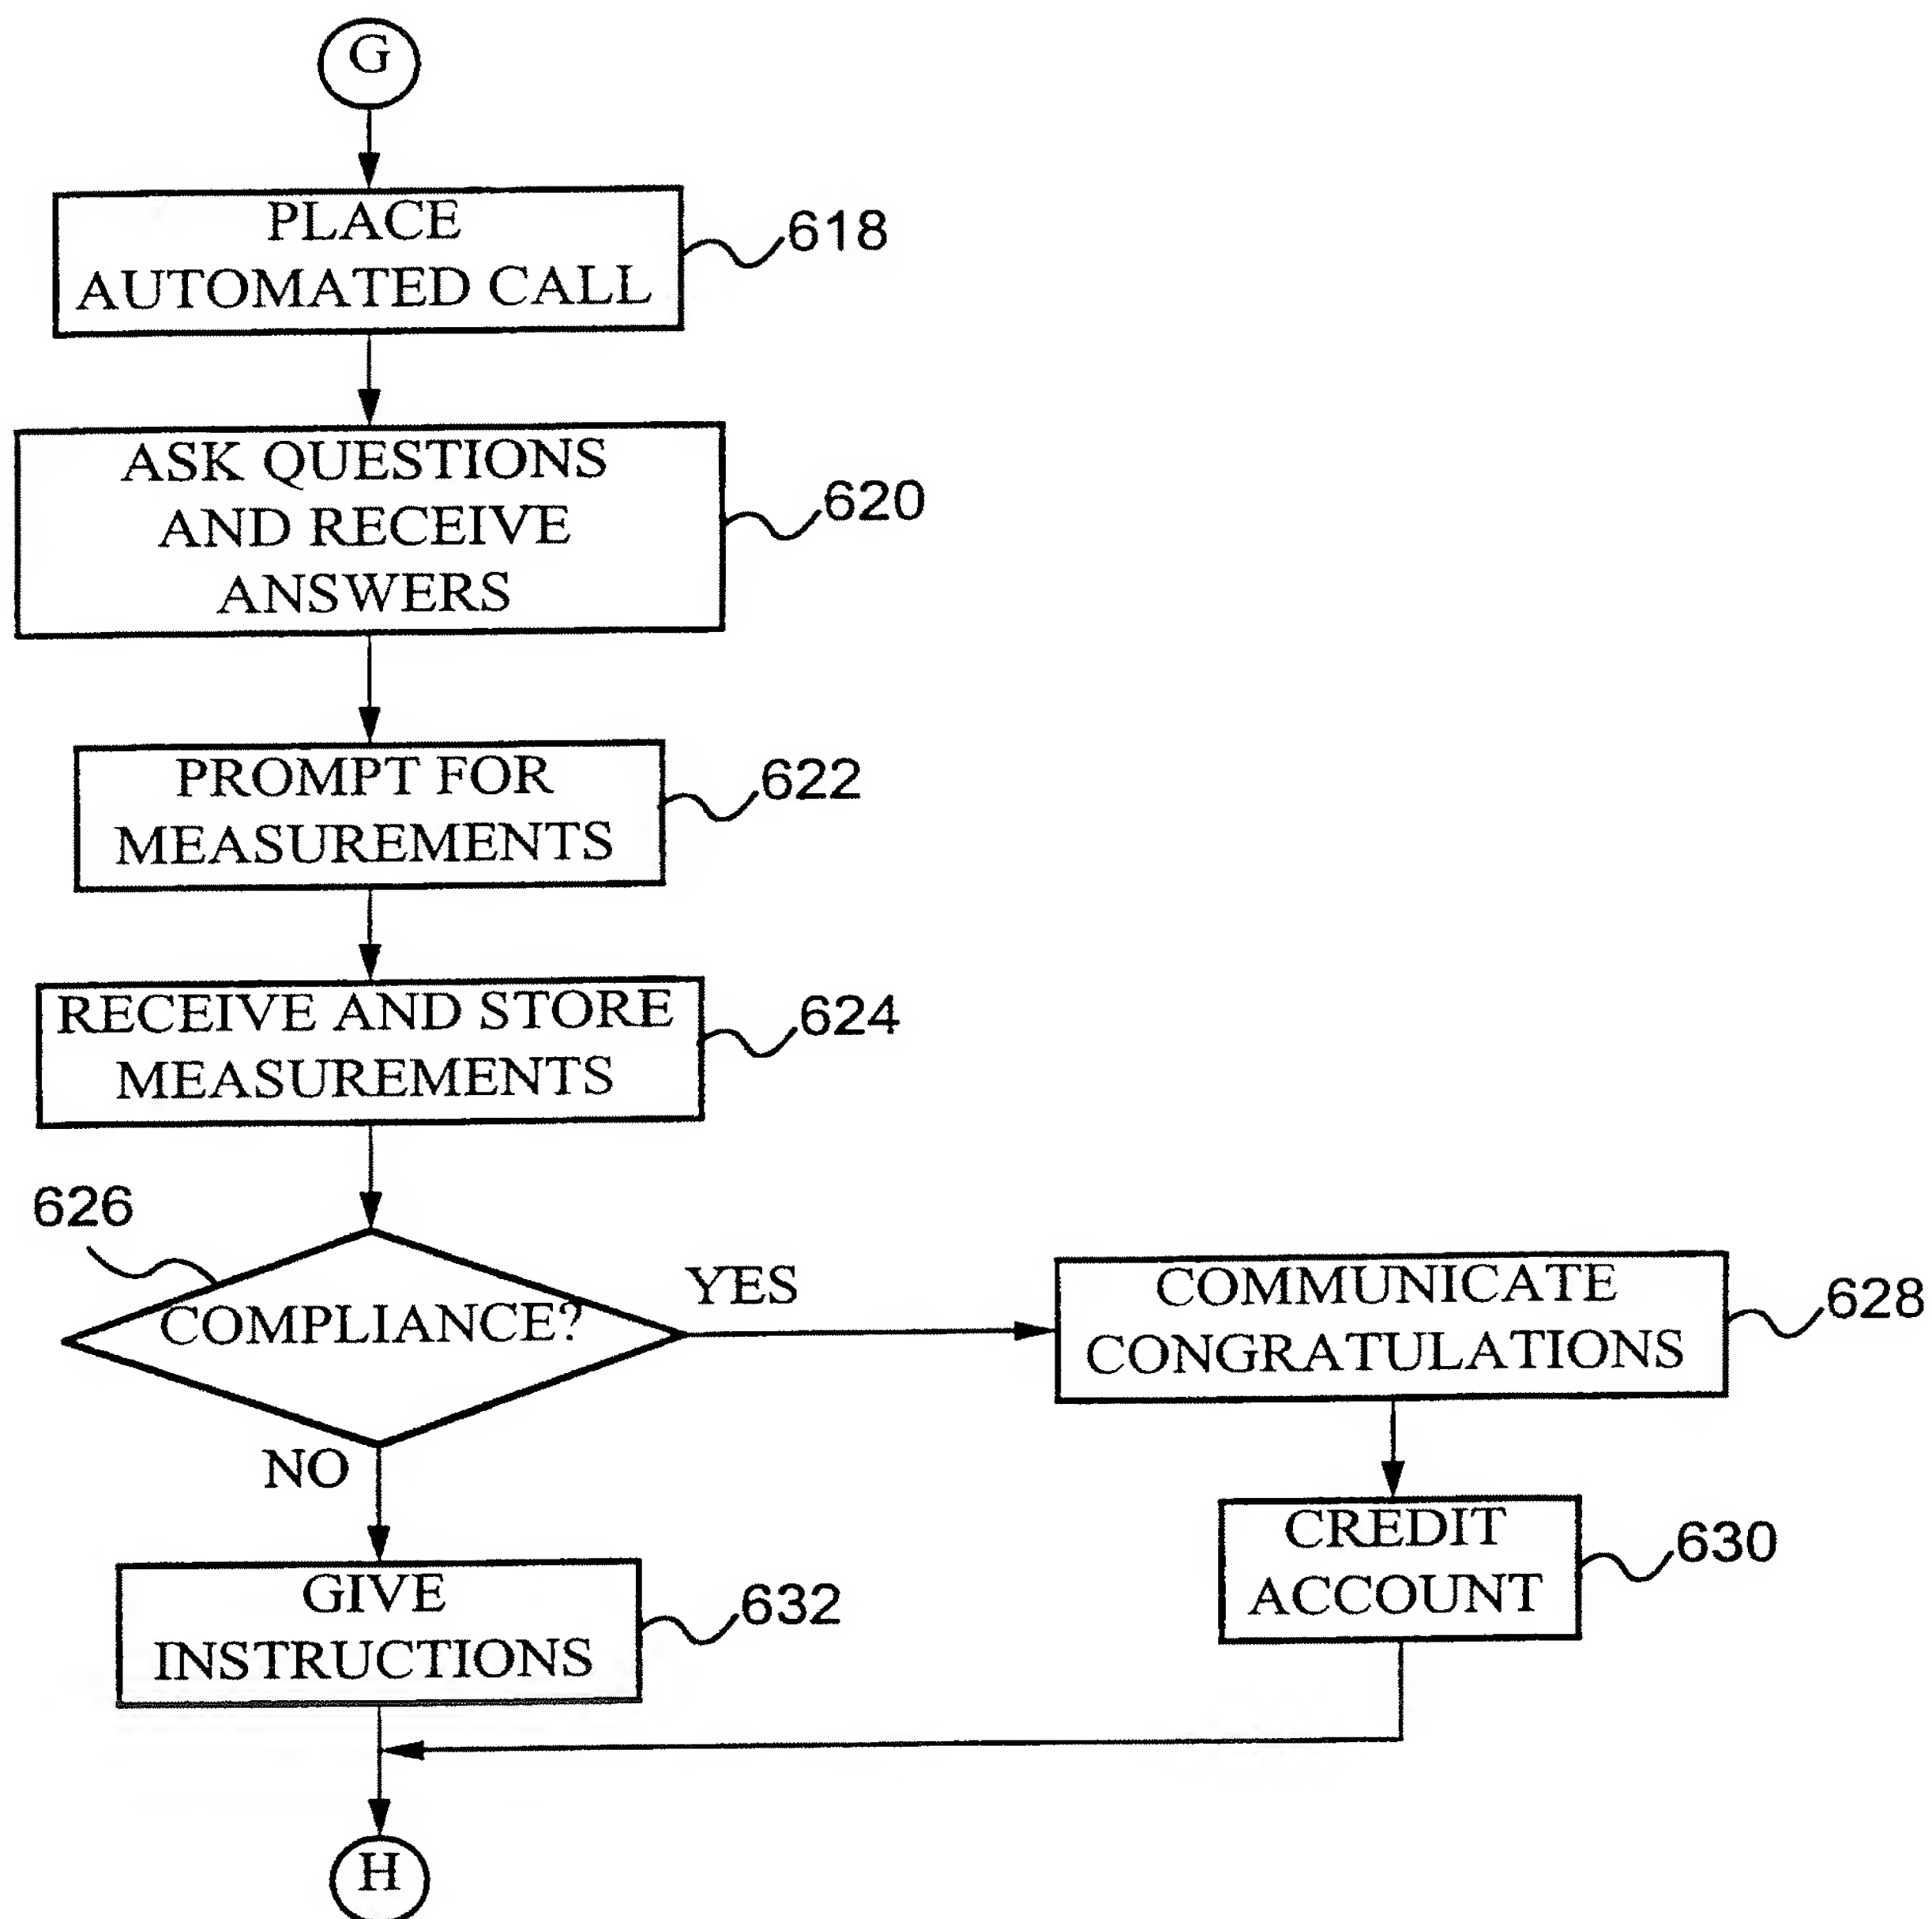 G
PLACE
AUTOMATED CALL
618
ASK QUESTIONS
AND RECEIVE
ANSWERS
620
PROMPT FOR
MEASUREMENTS
622
RECEIVE AND STORE
MEASUREMENTS
624
626
COMPLIANCE?
YES
COMMUNICATE
CONGRATULATIONS
628
NO
CREDIT
ACCOUNT
630
GIVE
INSTRUCTIONS
632
H